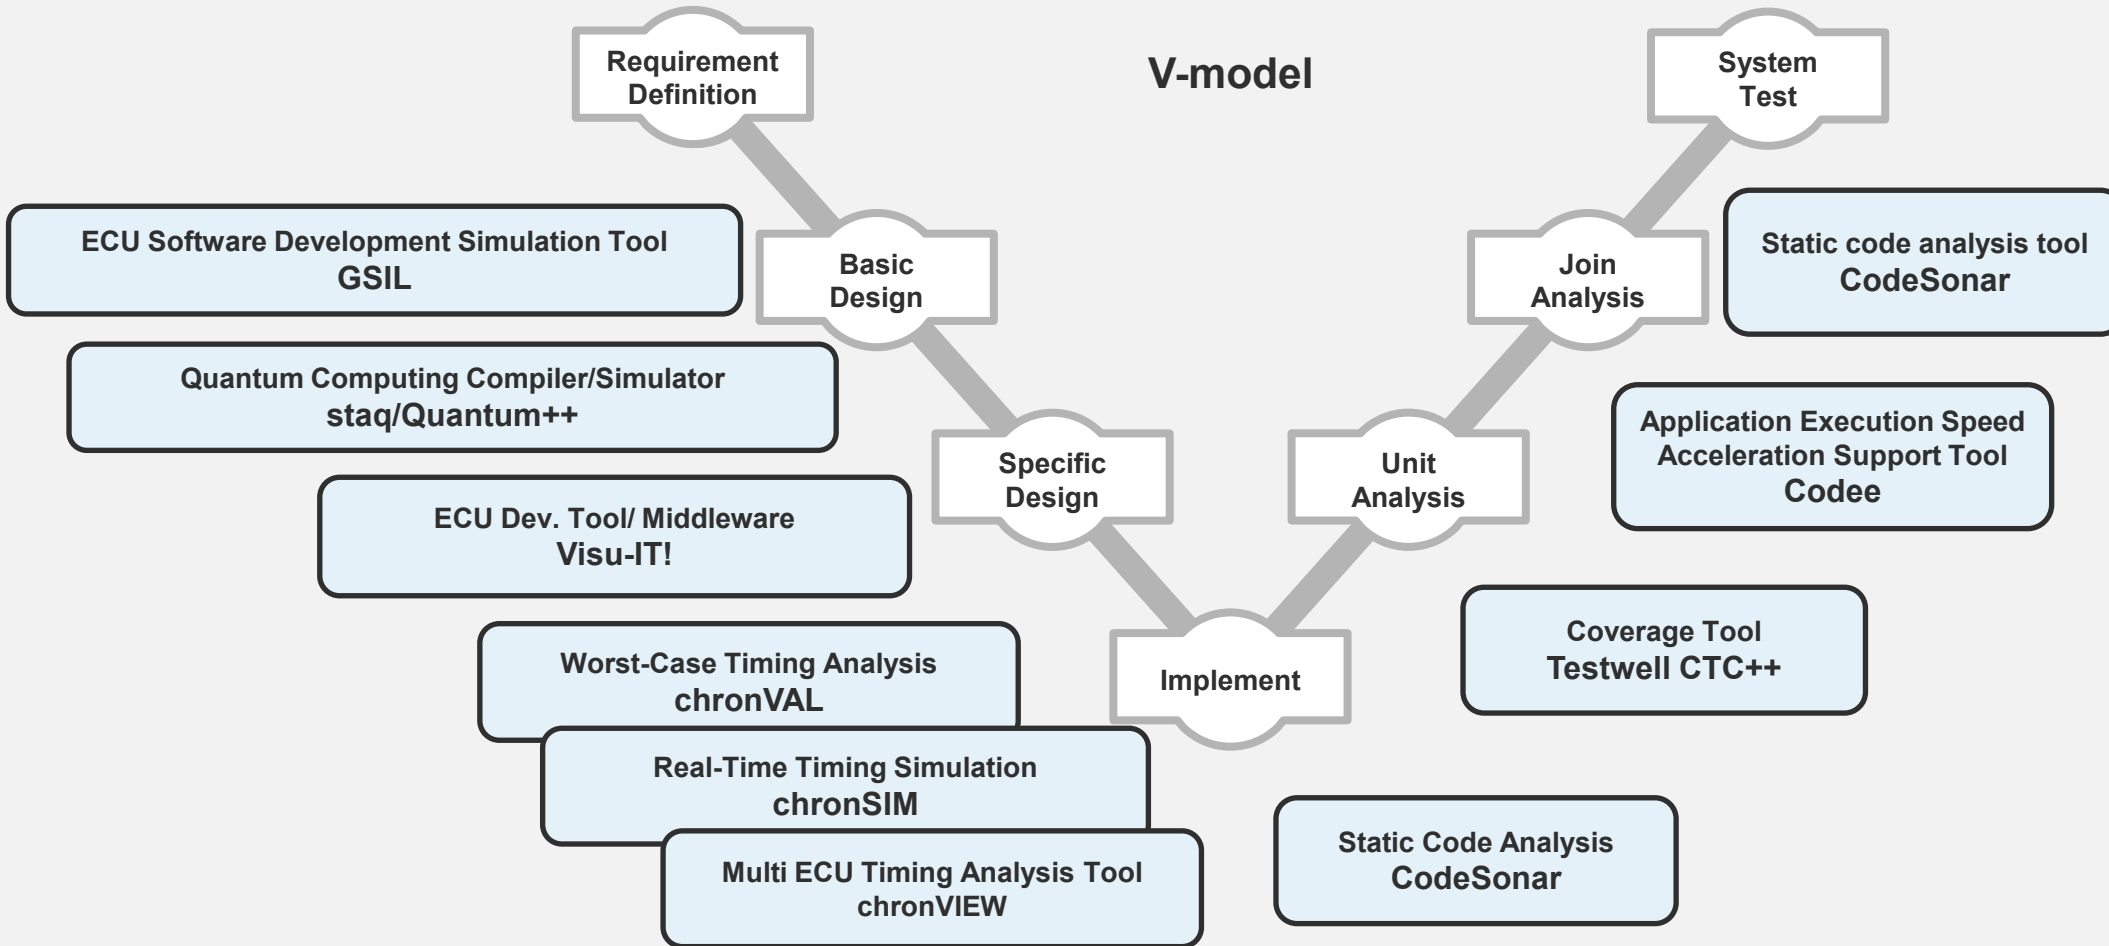 V-model
Requirement
Definition
System
Test
ECU Software Development Simulation Tool
GSIL
Basic
Design
Join
Analysis
Static code analysis tool
CodeSonar
Quantum Computing Compiler/Simulator
staq/Quantum++
Specific
Design
Unit
Analysis
Application Execution Speed
Acceleration Support Tool
Codee
ECU Dev. Tool/ Middleware
Visu-IT!
Worst-Case Timing Analysis
chronVAL
Implement
Coverage Tool
Testwell CTC++
Real-Time Timing Simulation
chronSIM
Multi ECU Timing Analysis Tool
chronVIEW
Static Code Analysis
CodeSonar